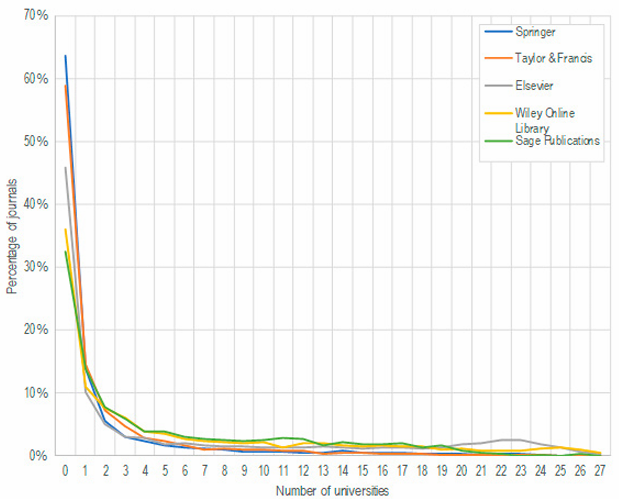 70%
60%
50%
40%
30%
20%
10%
0%
Percentage of journals
Springer
Taylor & Francis
Elsevier
Wiley Online
Library
Sage Publications
0 1 2 3 4 5 6 7 8 9 10 11 12 13 14 15 16 17 18 19 20 21 22 23 24 25 26 27
Number of universities